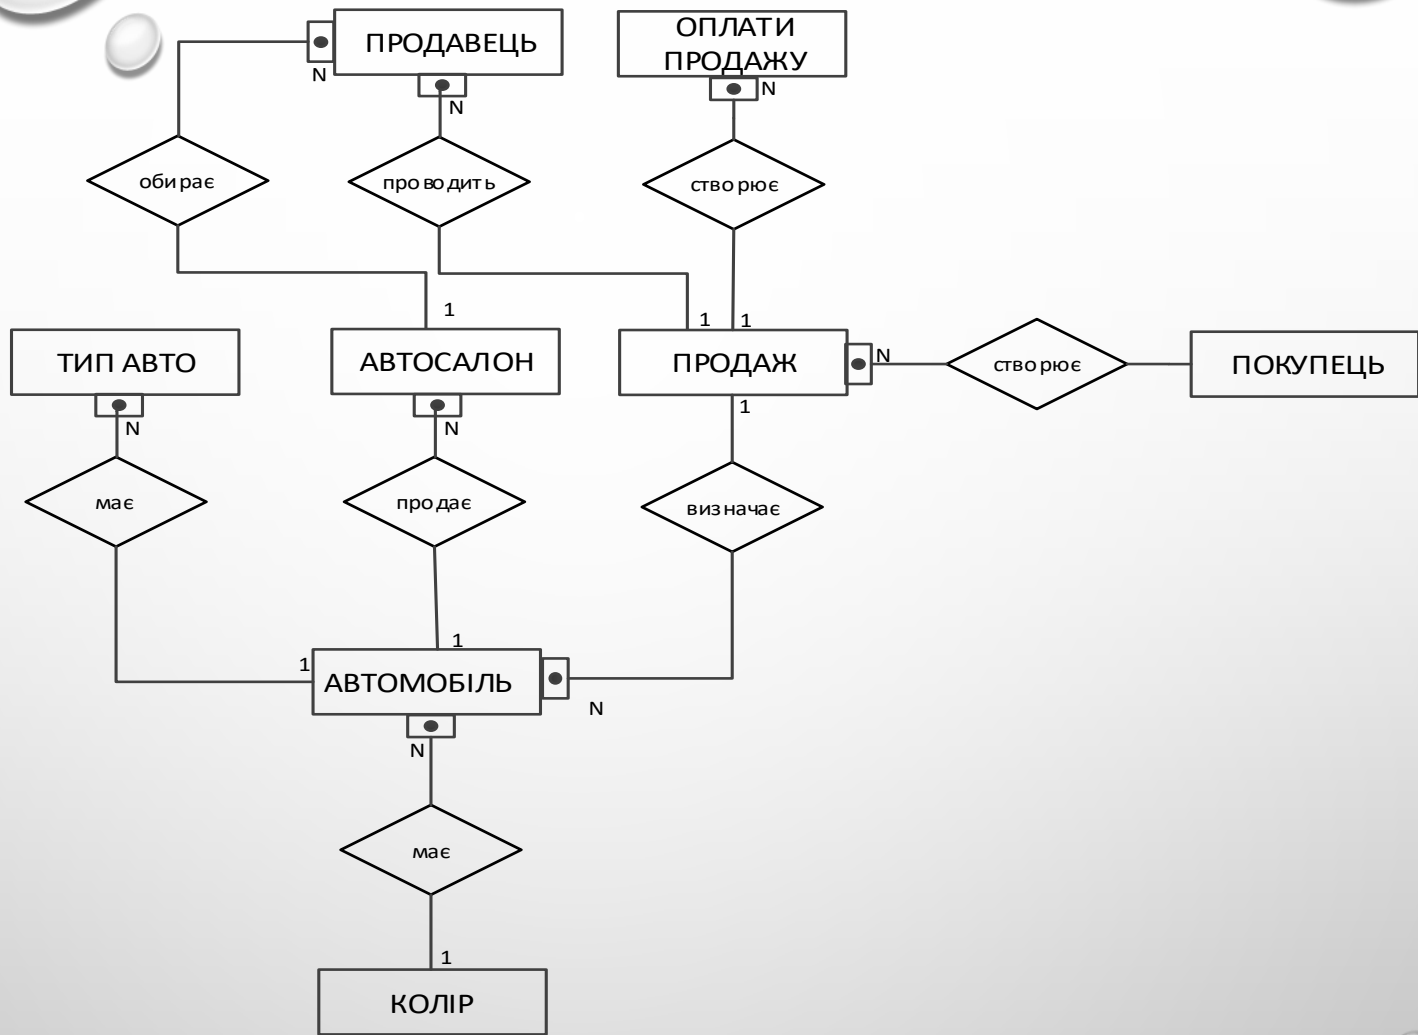 ПРОДАВЕЦЬ
ОПЛАТИ
ПРОДАЖУ
N
N
N
обирає
проводить
створює
1
1
1
ТИП АВТО
АВТОСАЛОН
ПРОДАЖ
N
створює
ПОКУПЕЦЬ
N
N
1
має
продає
визначає
1
1
АВТОМОБІЛЬ
N
N
має
1
КОЛІР